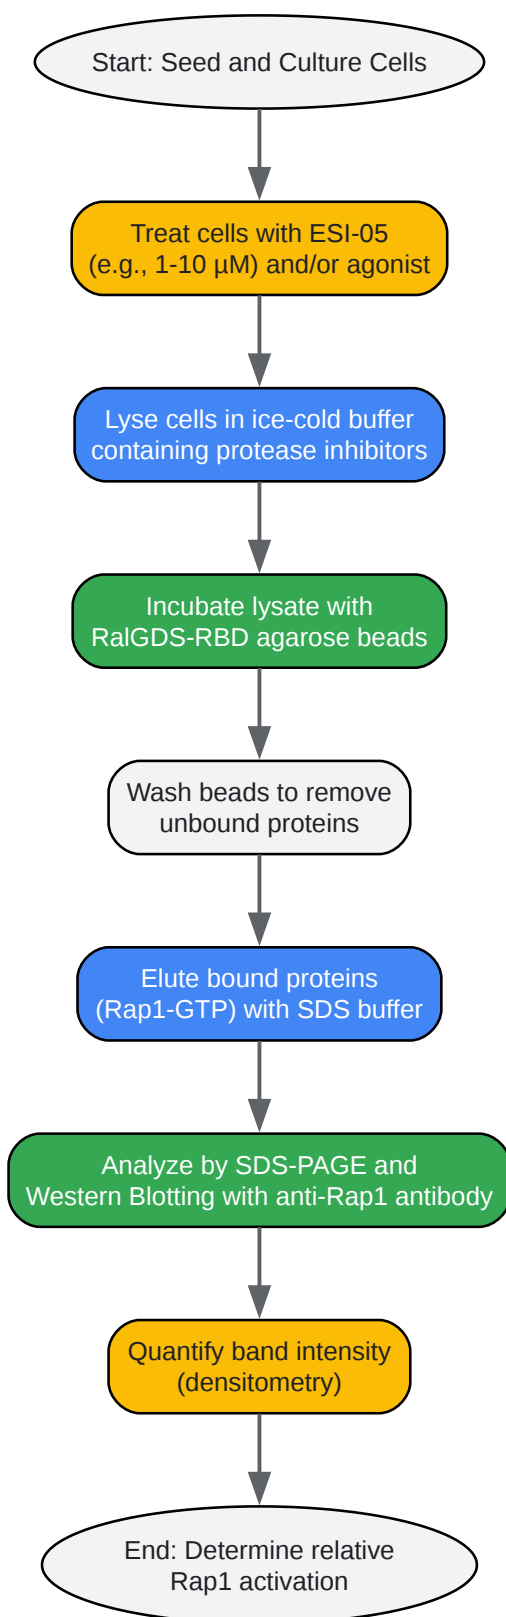 Start: Seed and Culture Cells
Treat cells with ESI-05
(e.g., 1-10 µM) and/or agonist
Lyse cells in ice-cold buffer
containing protease inhibitors
Incubate lysate with
RalGDS-RBD agarose beads
Wash beads to remove
unbound proteins
Elute bound proteins
(Rap1-GTP) with SDS buffer
Analyze by SDS-PAGE and
Western Blotting with anti-Rap1 antibody
Quantify band intensity
(densitometry)
End: Determine relative
Rap1 activation